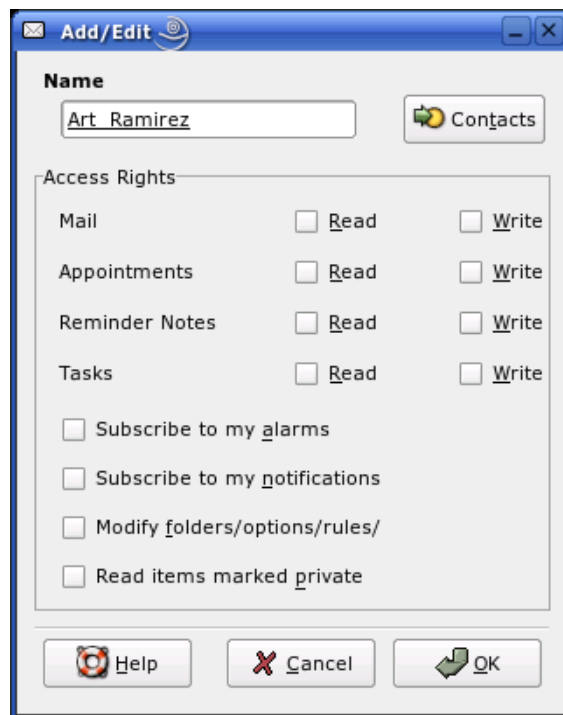 Add/Edit
Name
Art Ramirez
Contacts
Access Rights
Mail Read Write
Appointments Read Write
Reminder Notes Read Write
Tasks Read Write
Subscribe to my alarms
Subscribe to my notifications
Modify folders/options/rules/
Read items marked private
Help Cancel OK